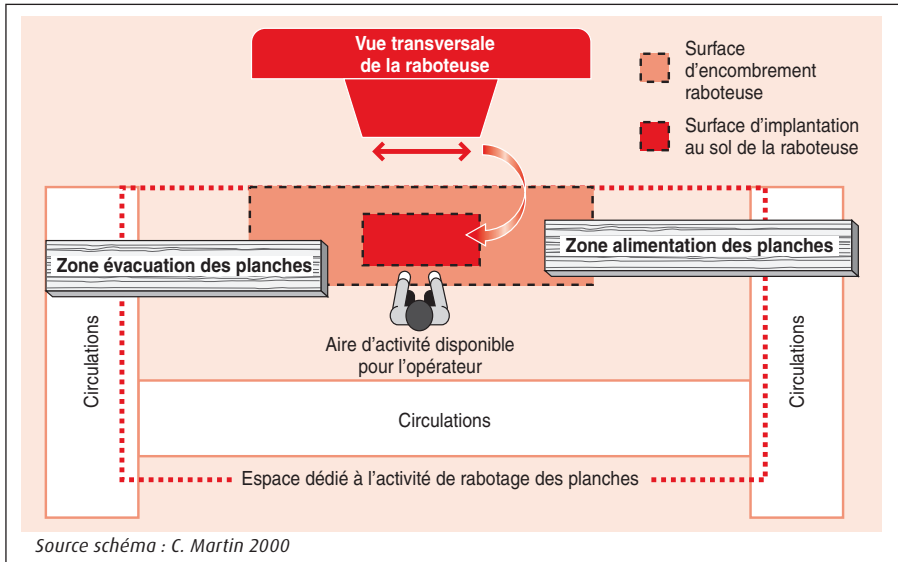 Vue transversale
de la raboteuse
Surface
d'encombrement
raboteuse
Surface d'implantation
au sol de la raboteuse
Zone évacuation des planches
Zone alimentation des planches
Circulations
Aire d'activité disponible
pour l'opérateur
Circulations
Circulations
Espace dédié à l'activité de rabotage des planches
Source schéma : C. Martin 2000